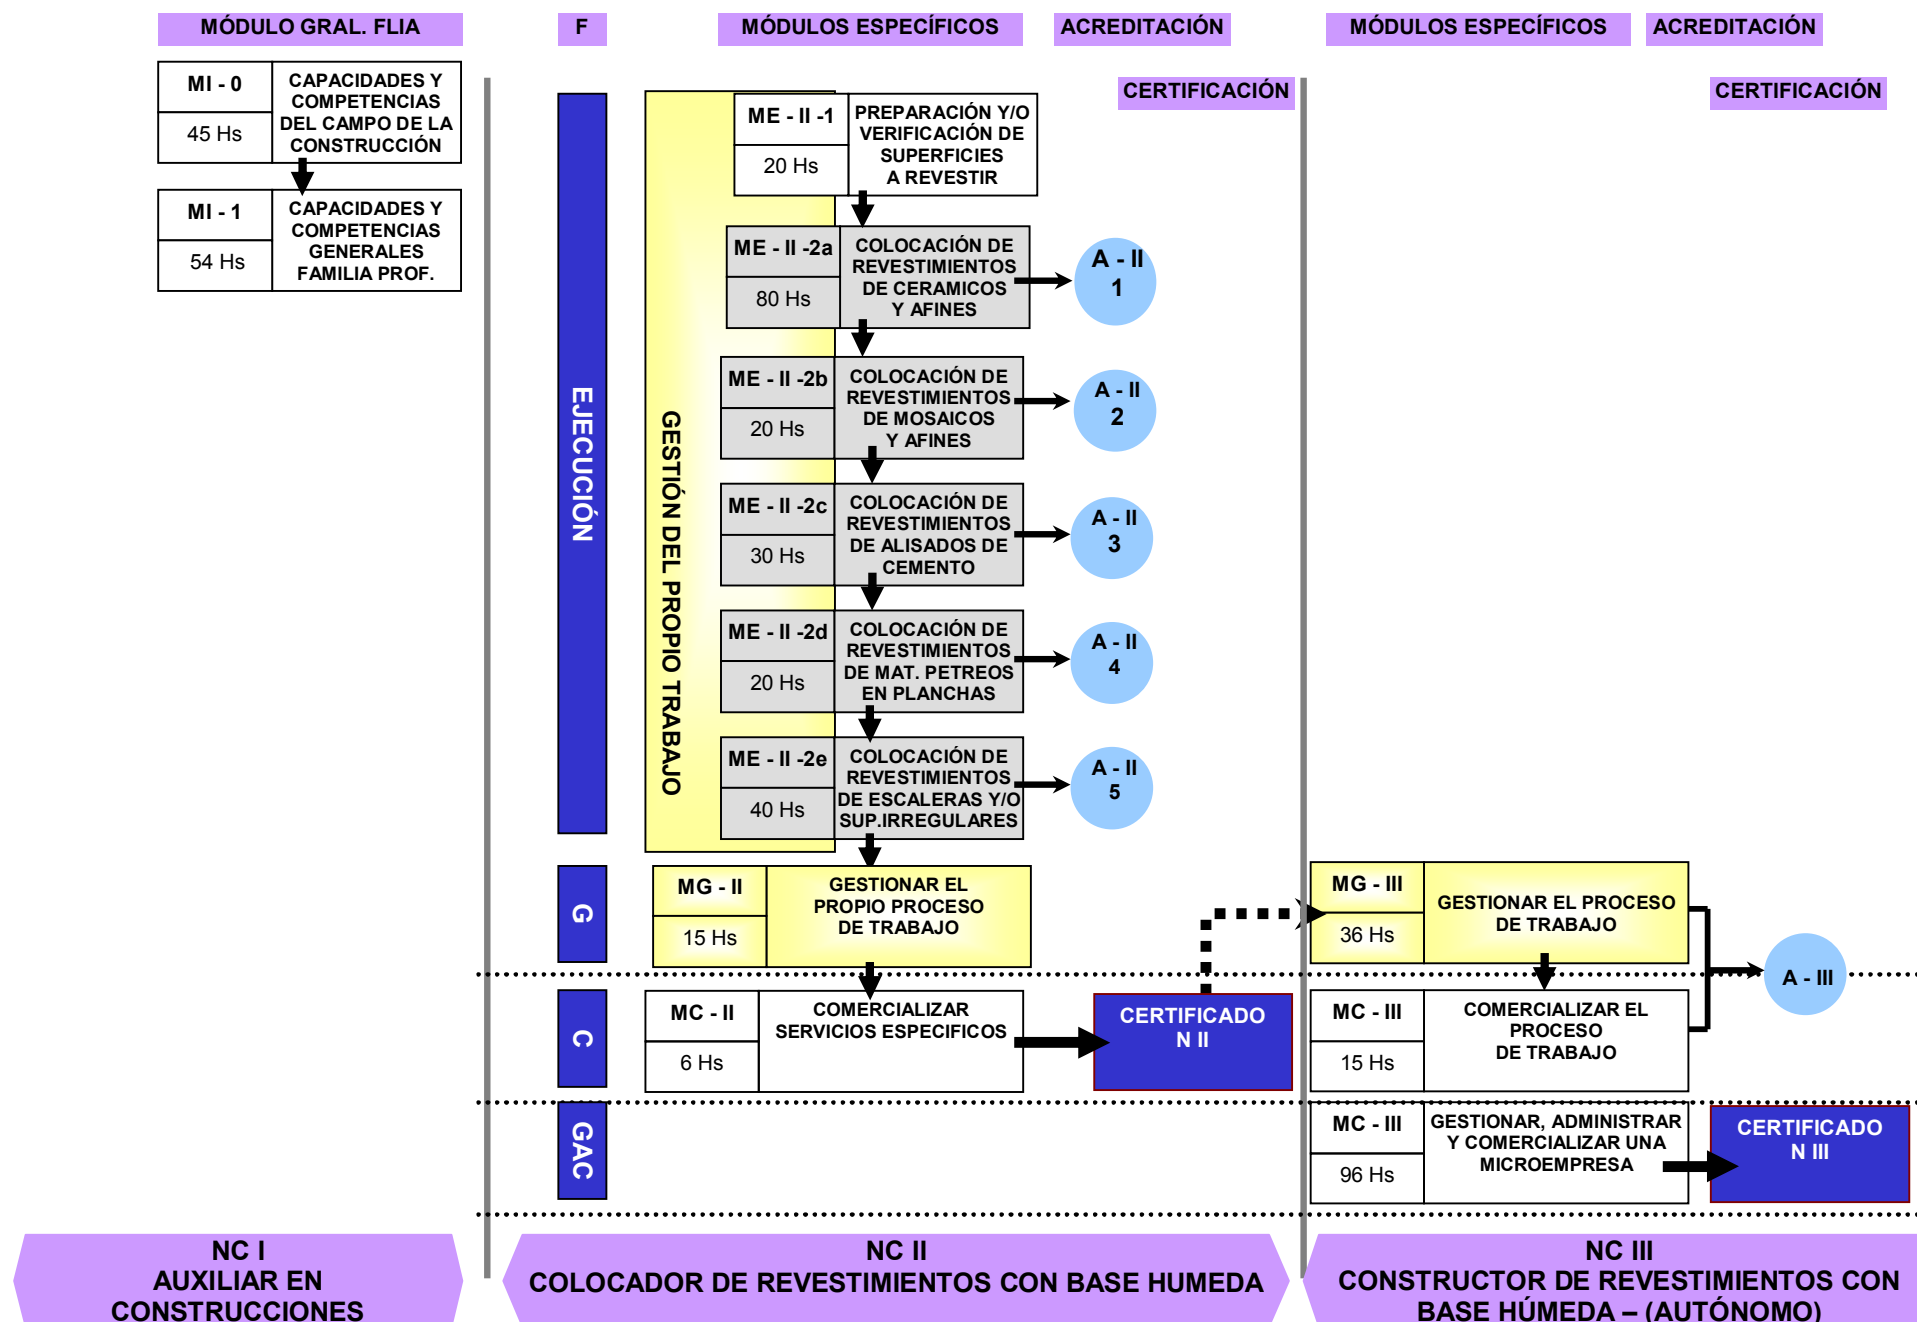 MÓDULO GRAL. FLIA
F
MÓDULOS ESPECÍFICOS
ACREDITACIÓN
MÓDULOS ESPECÍFICOS
ACREDITACIÓN
CERTIFICACIÓN
CERTIFICACIÓN
MI - 0
45 Hs
CAPACIDADES Y
COMPETENCIAS
DEL CAMPO DE LA
CONSTRUCCIÓN
MI - 1
54 Hs
CAPACIDADES Y
COMPETENCIAS
GENERALES
FAMILIA PROF.
EJECUCIÓN
GESTIÓN DEL PROPIO TRABAJO
ME - II -1
20 Hs
PREPARACIÓN Y/O
VERIFICACIÓN DE
SUPERFICIES
A REVESTIR
ME - II -2a
80 Hs
COLOCACIÓN DE
REVESTIMIENTOS
DE CERAMICOS
Y AFINES
A - II
1
ME - II -2b
20 Hs
COLOCACIÓN DE
REVESTIMIENTOS
DE MOSAICOS
Y AFINES
A - II
2
ME - II -2c
30 Hs
COLOCACIÓN DE
REVESTIMIENTOS
DE ALISADOS DE
CEMENTO
A - II
3
ME - II -2d
20 Hs
COLOCACIÓN DE
REVESTIMIENTOS
DE MAT. PETREOS
EN PLANCHAS
A - II
4
ME - II -2e
40 Hs
COLOCACIÓN DE
REVESTIMIENTOS
DE ESCALERAS Y/O
SUP.IRREGULARES
A - II
5
G
MG - II
15 Hs
GESTIONAR EL
PROPIO PROCESO
DE TRABAJO
MG - III
36 Hs
GESTIONAR EL PROCESO
DE TRABAJO
A - III
C
MC - II
6 Hs
COMERCIALIZAR
SERVICIOS ESPECIFICOS
CERTIFICADO
N II
MC - III
15 Hs
COMERCIALIZAR EL
PROCESO
DE TRABAJO
GAC
MC - III
96 Hs
GESTIONAR, ADMINISTRAR
Y COMERCIALIZAR UNA
MICROEMPRESA
CERTIFICADO
N III
NC I
AUXILIAR EN
CONSTRUCCIONES
NC II
COLOCADOR DE REVESTIMIENTOS CON BASE HUMEDA
NC III
CONSTRUCTOR DE REVESTIMIENTOS CON
BASE HÚMEDA – (AUTÓNOMO)